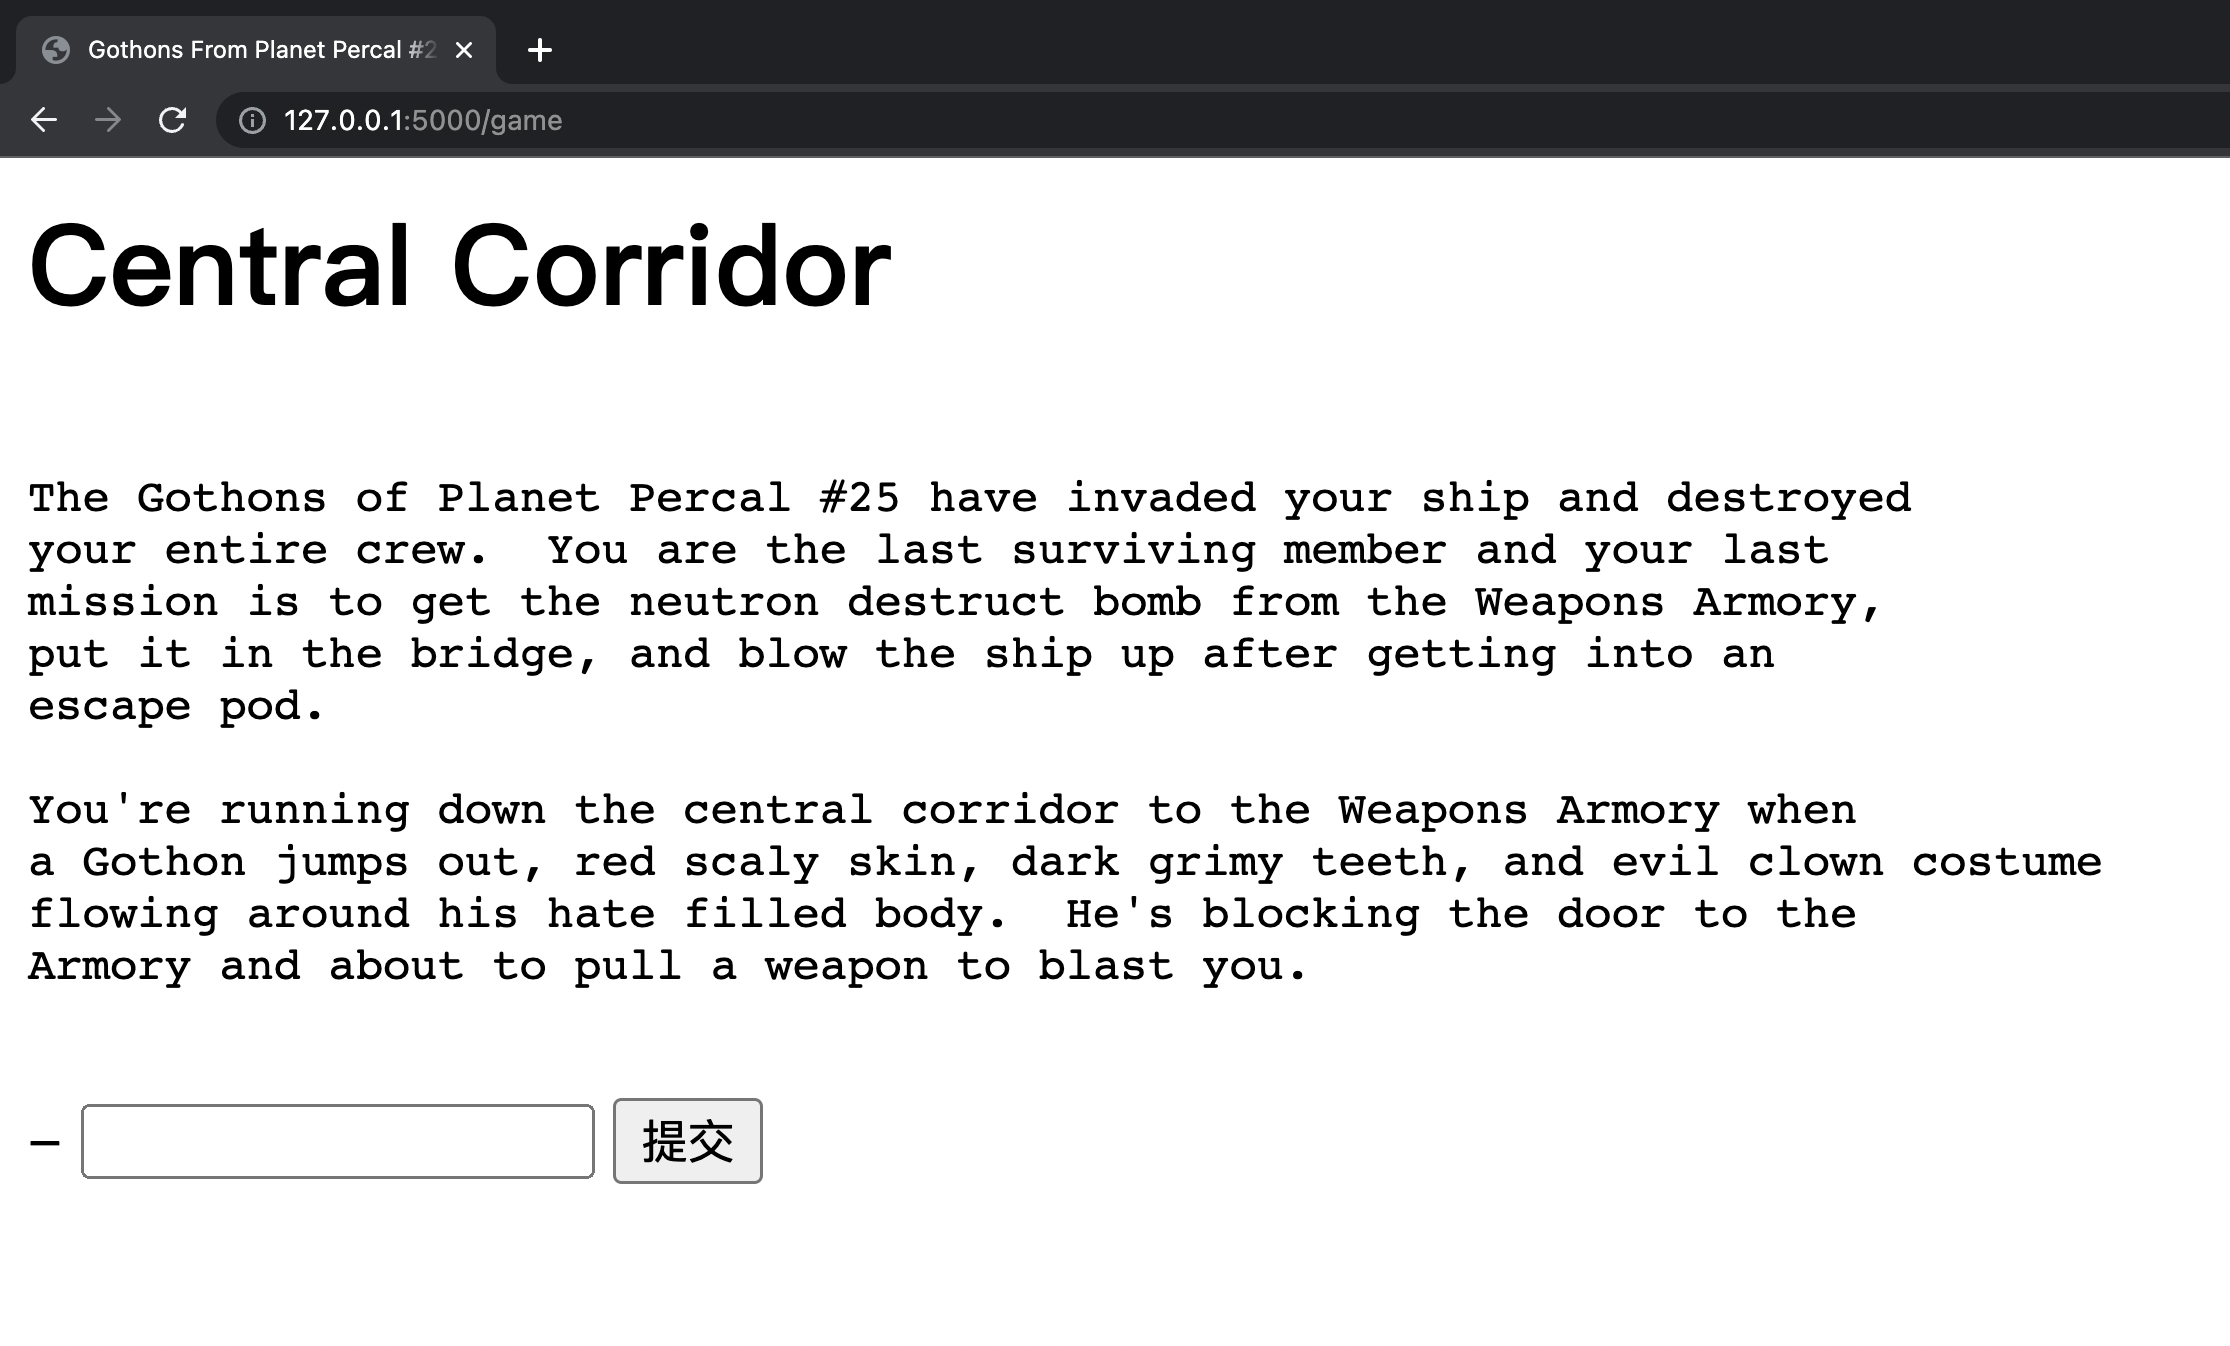 Gothons From Planet Percal #2
127.0.0.1:5000/game
Central Corridor
The Gothons of Planet Percal #25 have invaded your ship and destroyed
your entire crew.  You are the last surviving member and your last
mission is to get the neutron destruct bomb from the Weapons Armory,
put it in the bridge, and blow the ship up after getting into an
escape pod.
You're running down the central corridor to the Weapons Armory when
a Gothon jumps out, red scaly skin, dark grimy teeth, and evil clown costume
flowing around his hate filled body.  He's blocking the door to the
Armory and about to pull a weapon to blast you.
– 提交